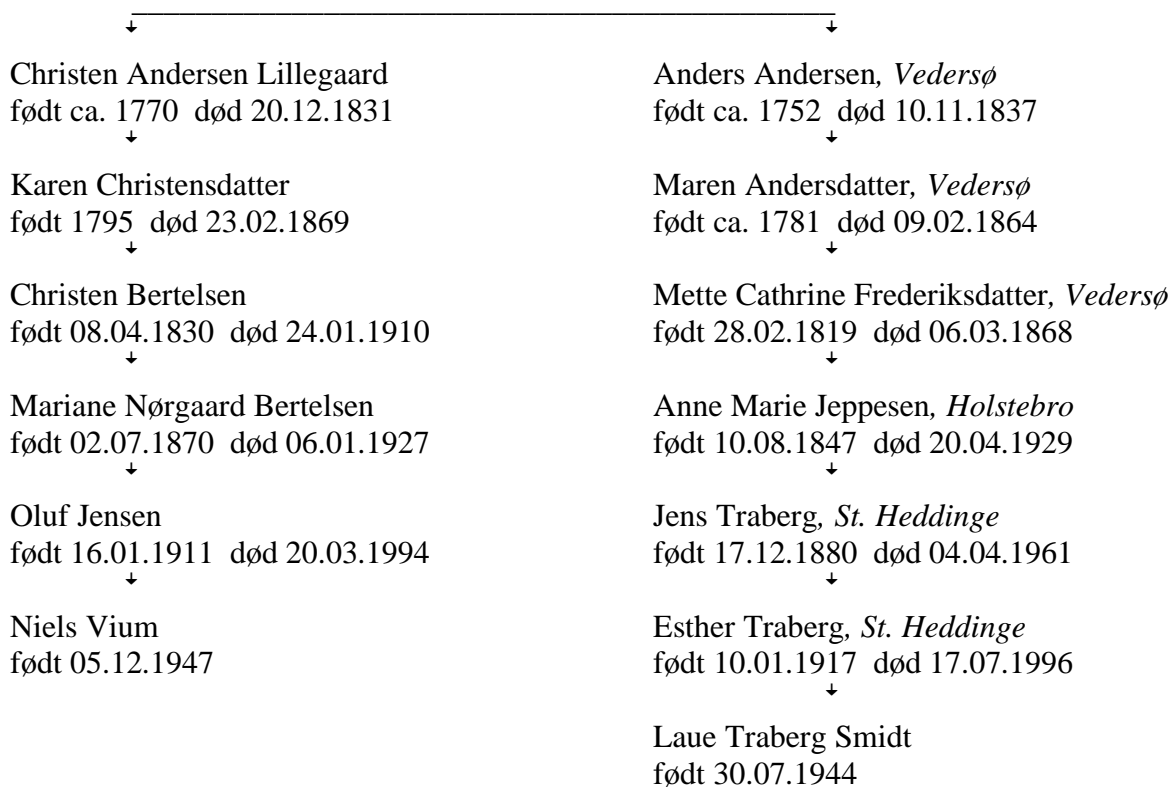 Christen Andersen Lillegaard
født ca. 1770 død 20.12.1831
Karen Christensdatter
født 1795 død 23.02.1869
Christen Bertelsen
født 08.04.1830 død 24.01.1910
Mariane Nørgaard Bertelsen
født 02.07.1870 død 06.01.1927
Oluf Jensen
født 16.01.1911 død 20.03.1994
Niels Vium
født 05.12.1947
Anders Andersen, Vedersø
født ca. 1752 død 10.11.1837
Maren Andersdatter, Vedersø
født ca. 1781 død 09.02.1864
Mette Cathrine Frederiksdatter, Vedersø
født 28.02.1819 død 06.03.1868
Anne Marie Jeppesen, Holstebro
født 10.08.1847 død 20.04.1929
Jens Traberg, St. Heddinge
født 17.12.1880 død 04.04.1961
Esther Traberg, St. Heddinge
født 10.01.1917 død 17.07.1996
Laue Traberg Smidt
født 30.07.1944